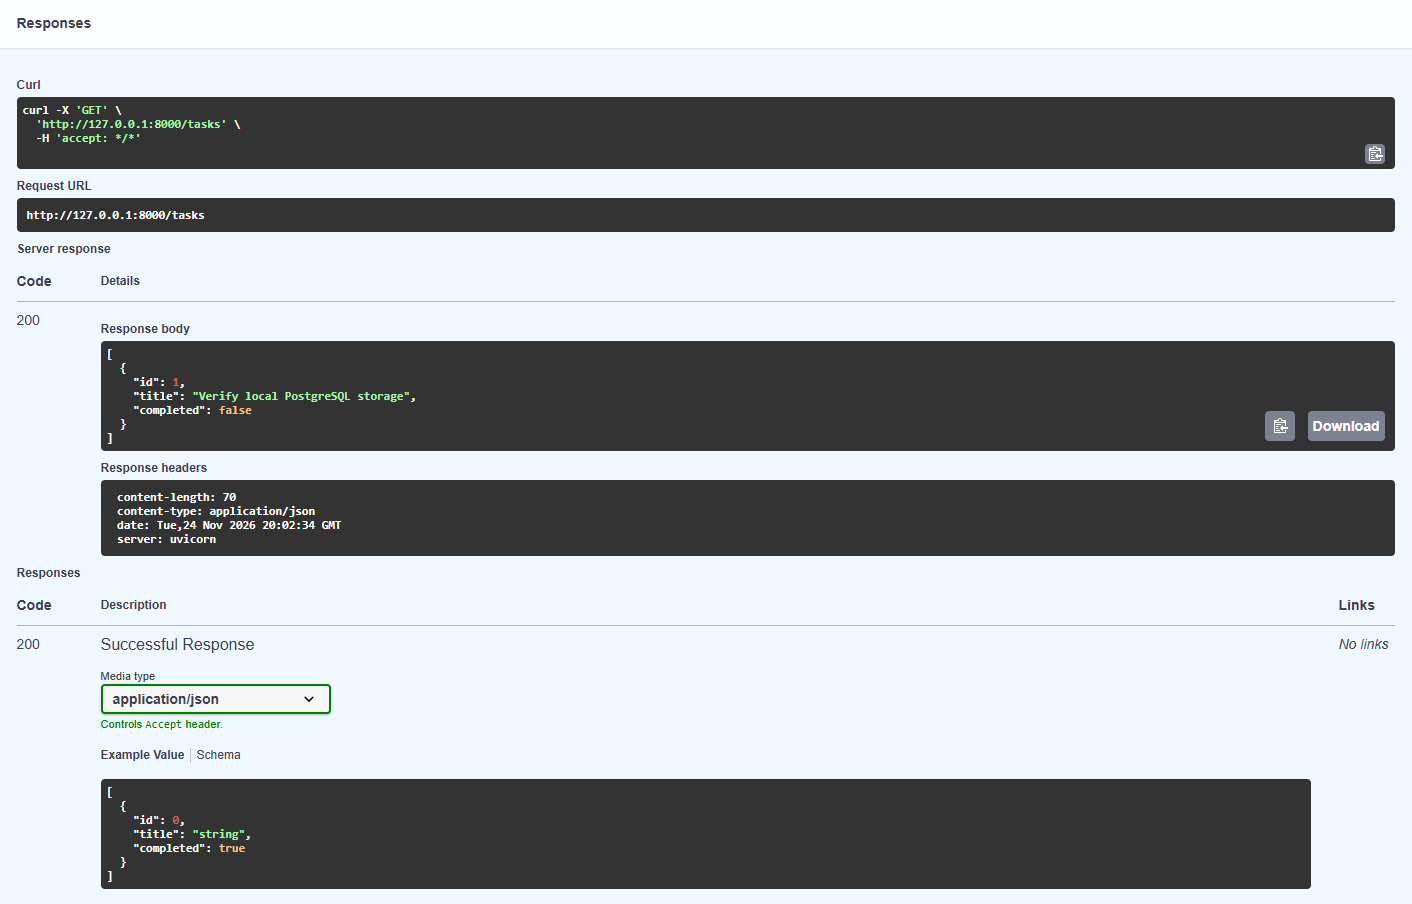 Responses
Curl
curl -X 'GET' \
  'http://127.0.0.1:8000/tasks' \
  -H 'accept: */*'
Request URL
http://127.0.0.1:8000/tasks
Server response
Code Details
200
Response body
[
  {
    "id": 1,
    "title": "Verify local PostgreSQL storage",
    "completed": false
  }
]
Download
Response headers
content-length: 70
content-type: application/json
date: Tue,24 Nov 2026 20:02:34 GMT
server: uvicorn
Responses
Code Description Links
200 Successful Response No links
Media type
application/json
Controls Accept header.
Example Value Schema
[
  {
    "id": 0,
    "title": "string",
    "completed": true
  }
]